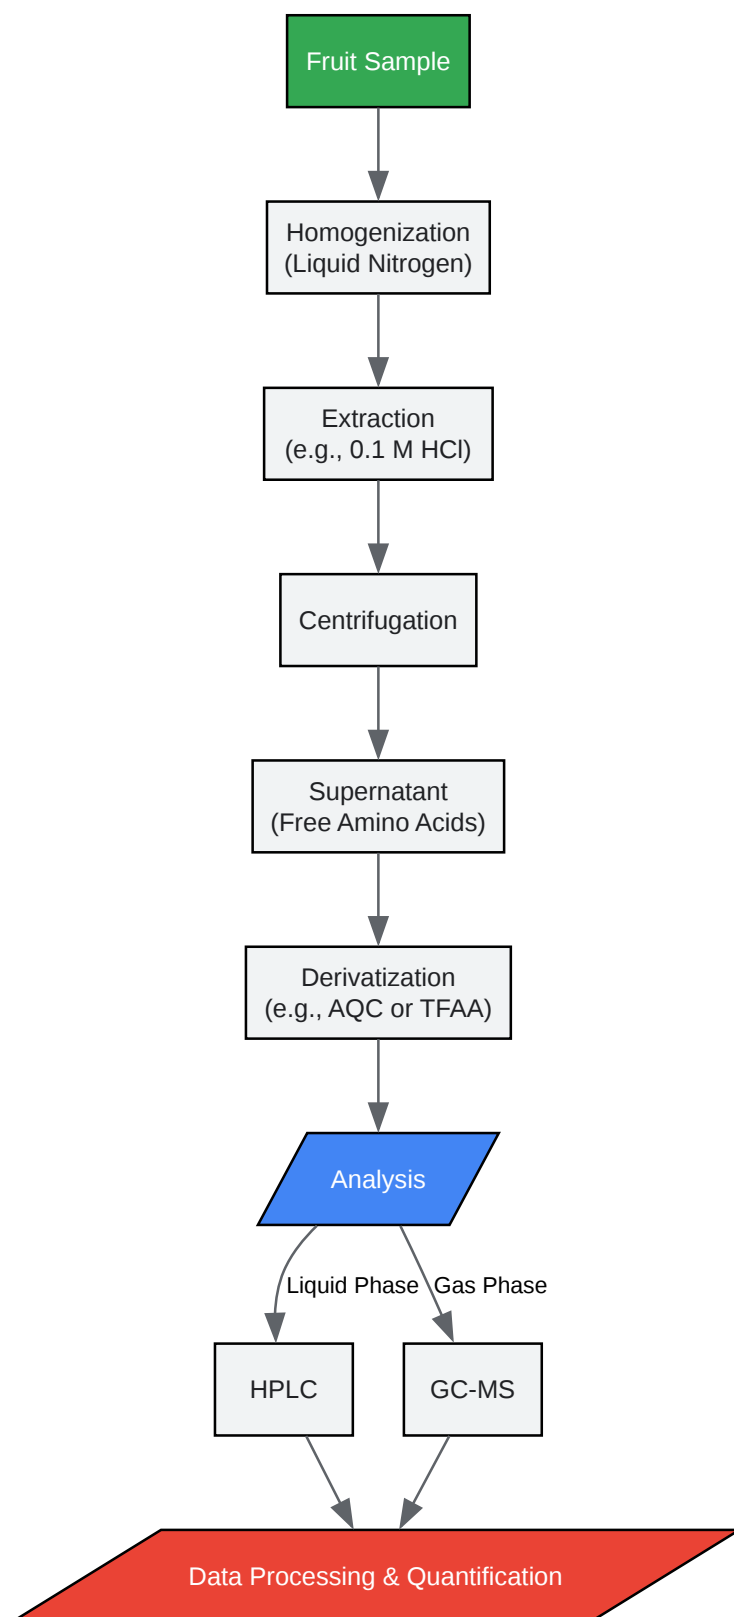 Fruit Sample
Homogenization
(Liquid Nitrogen)
Extraction
(e.g., 0.1 M HCl)
Centrifugation
Supernatant
(Free Amino Acids)
Derivatization
(e.g., AQC or TFAA)
Analysis
Liquid Phase
Gas Phase
HPLC
GC-MS
Data Processing & Quantification